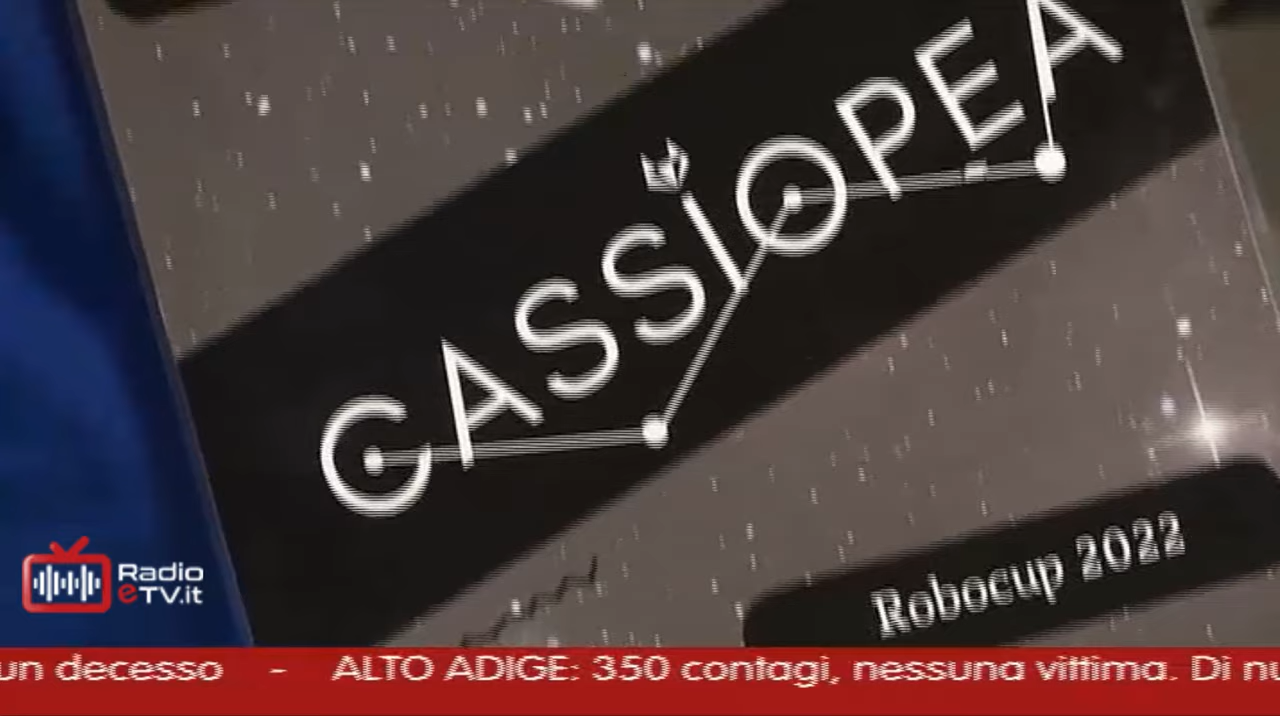 CASSIOPEA
Robocup 2022
Radio
eTV.it
un decesso - ALTO ADIGE: 350 contagi, nessuna vittima. Di nu